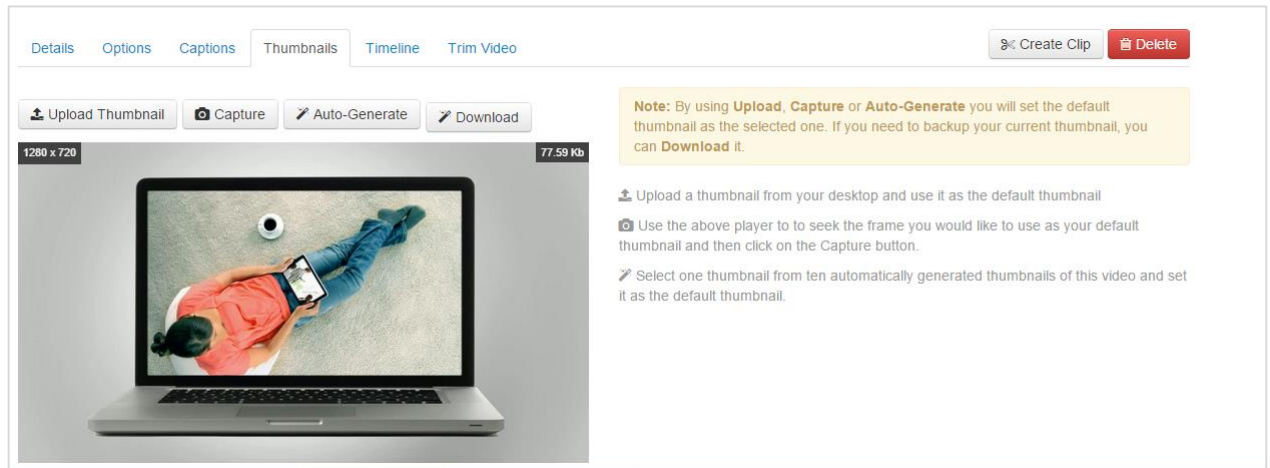 Details Options Captions Thumbnails Timeline Trim Video Create Clip Delete
Upload Thumbnail Capture Auto-Generate Download
1280 x 720 77.59 Kb
Note: By using Upload, Capture or Auto-Generate you will set the default
thumbnail as the selected one. If you need to backup your current thumbnail, you
can Download it.
Upload a thumbnail from your desktop and use it as the default thumbnail
Use the above player to to seek the frame you would like to use as your default
thumbnail and then click on the Capture button.
Select one thumbnail from ten automatically generated thumbnails of this video and set
it as the default thumbnail.